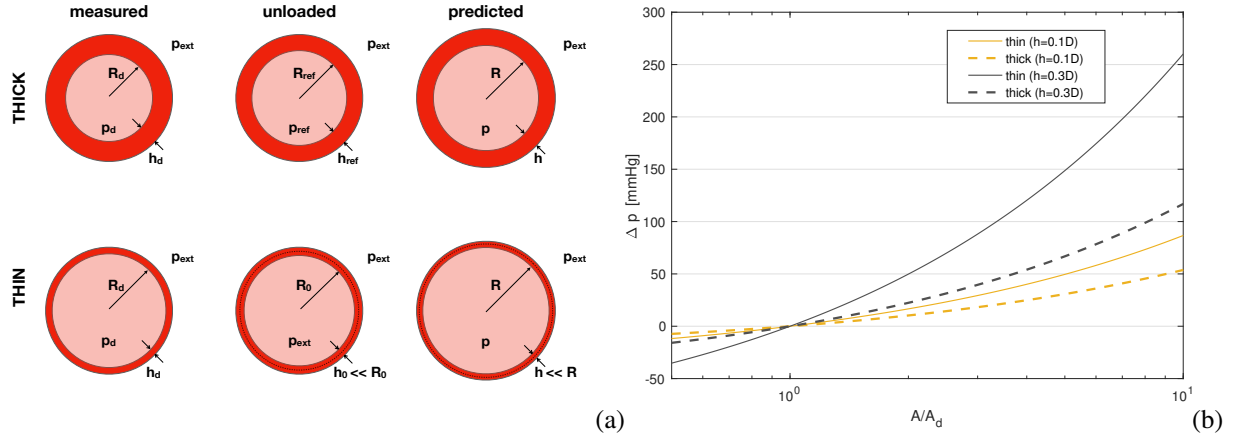 measured unloaded predicted
THICK
p_ext p_ext p_ext
R_d R_ref R
p_d p_ref p
h_d h_ref h
THIN
p_ext p_ext p_ext
R_d R_0 R
p_d p_ext p
h_d h_0 << R_0 h << R
(a)
300
250
200
150
100
50
0
-50
Δ p [mmHg]
thin (h=0.1D)
thick (h=0.1D)
thin (h=0.3D)
thick (h=0.3D)
10^0 10^1
A/A_d
(b)